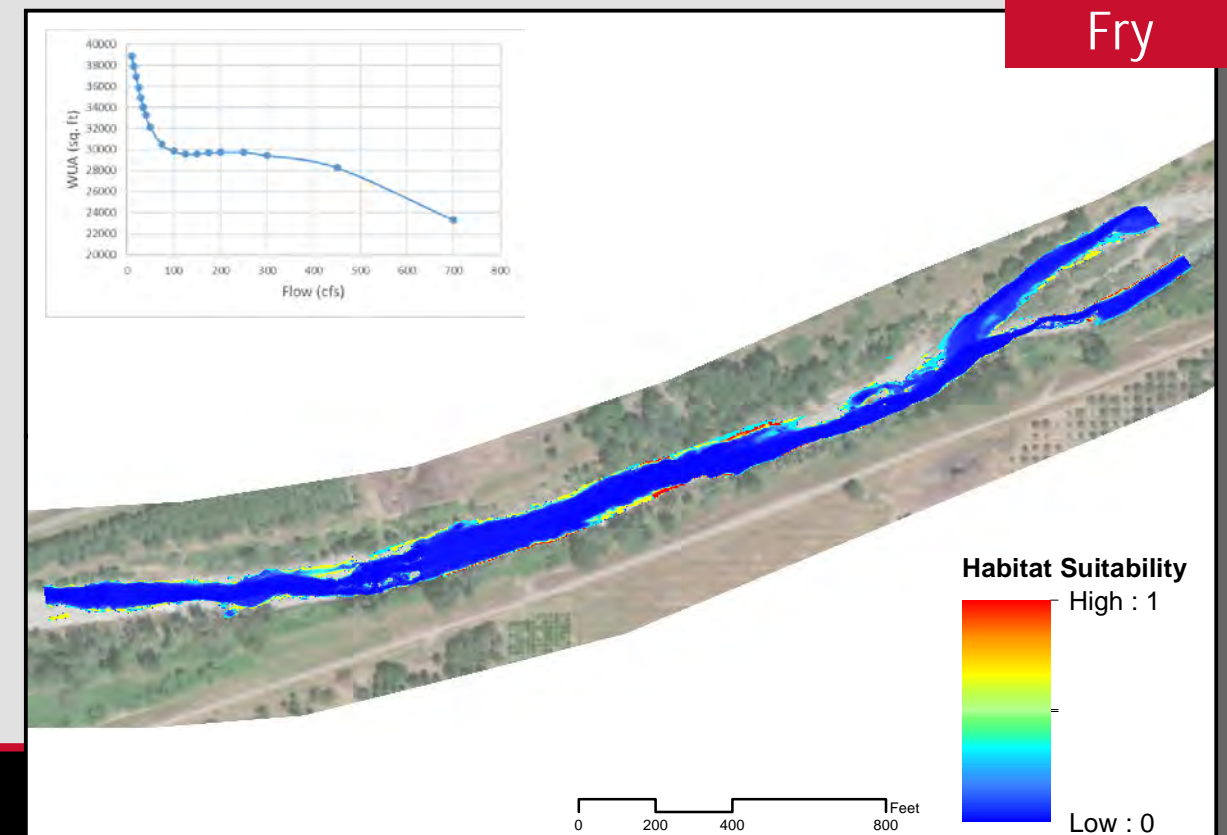 Fry
40000
38000
36000
34000
32000
30000
28000
26000
24000
22000
20000
WUA (sq. ft)
0 100 200 300 400 500 600 700 800
Flow (cfs)
Habitat Suitability
High : 1
Low : 0
Feet
0 200 400 800